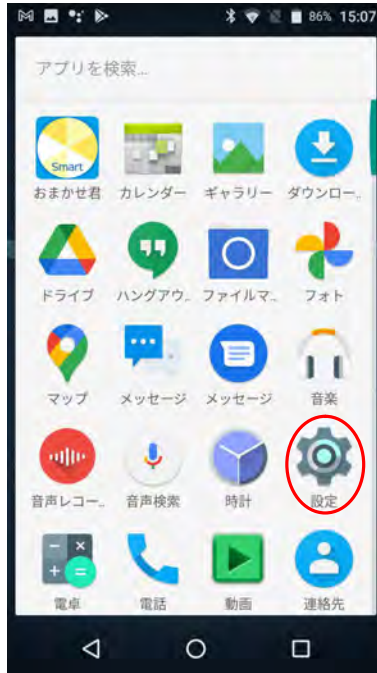 86% 15:07
アプリを検索...
Smart
おまかせ君 カレンダー ギャラリー ダウンロー..
ドライブ ハングアウ.. ファイルマ.. フォト
マップ メッセージ メッセージ 音楽
音声レコー.. 音声検索 時計 設定
電卓 電話 動画 連絡先